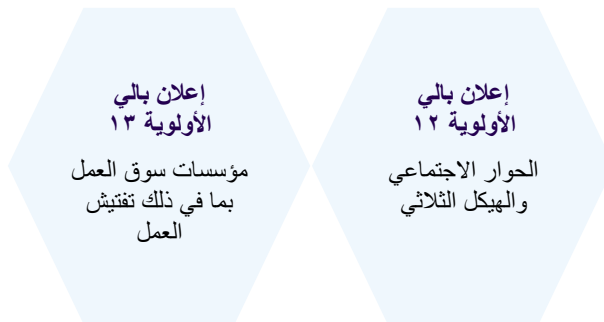 إعلان بالي
الأولوية ١٢
الحوار الاجتماعي
والهيكل الثلاثي
إعلان بالي
الأولوية ١٣
مؤسسات سوق العمل
بما في ذلك تفتيش
العمل